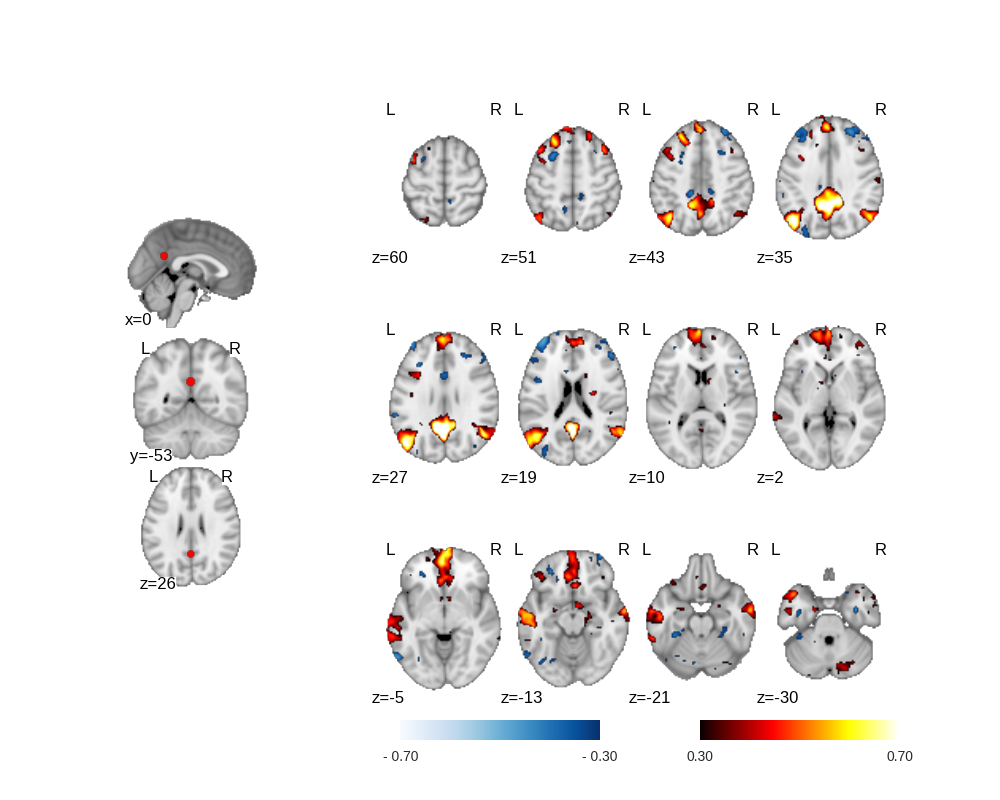 L R L R L R L R
z=60 z=51 z=43 z=35
x=0
L R L R L R L R
L R
z=27 z=19 z=10 z=2
y=-53
L R
L R L R L R L R
z=26
z=-5 z=-13 z=-21 z=-30
- 0.70 - 0.30 0.30 0.70